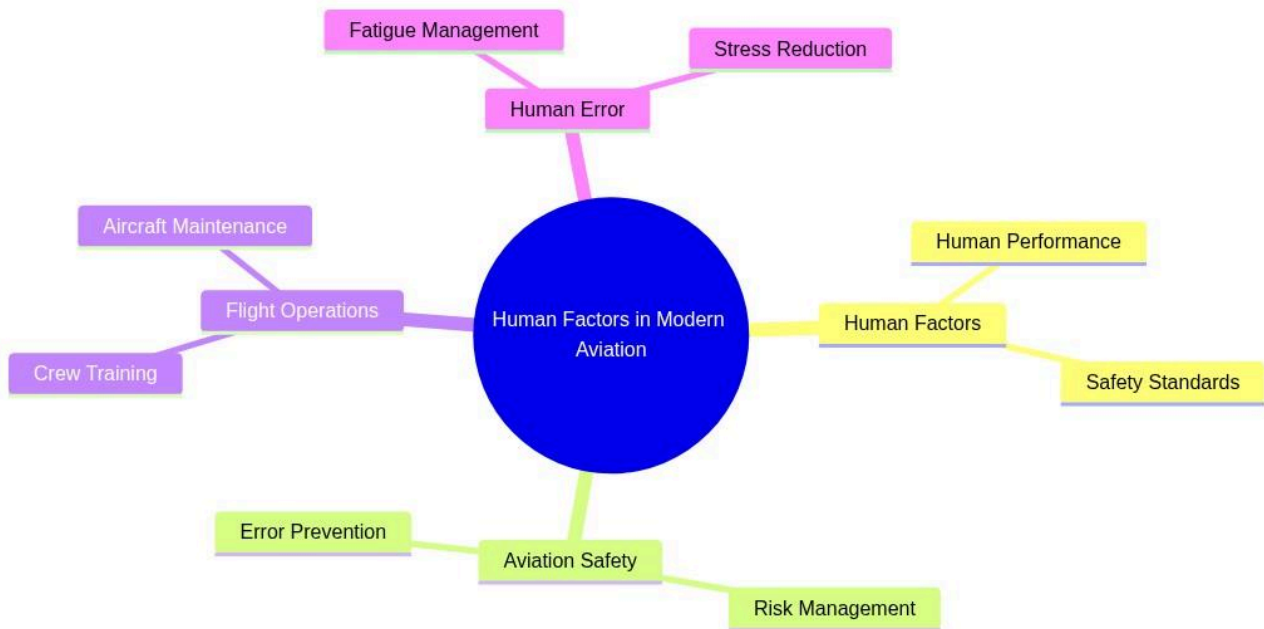 Fatigue Management
Stress Reduction
Human Error
Aircraft Maintenance
Human Performance
Flight Operations
Human Factors in Modern
Aviation
Human Factors
Crew Training
Safety Standards
Error Prevention
Aviation Safety
Risk Management